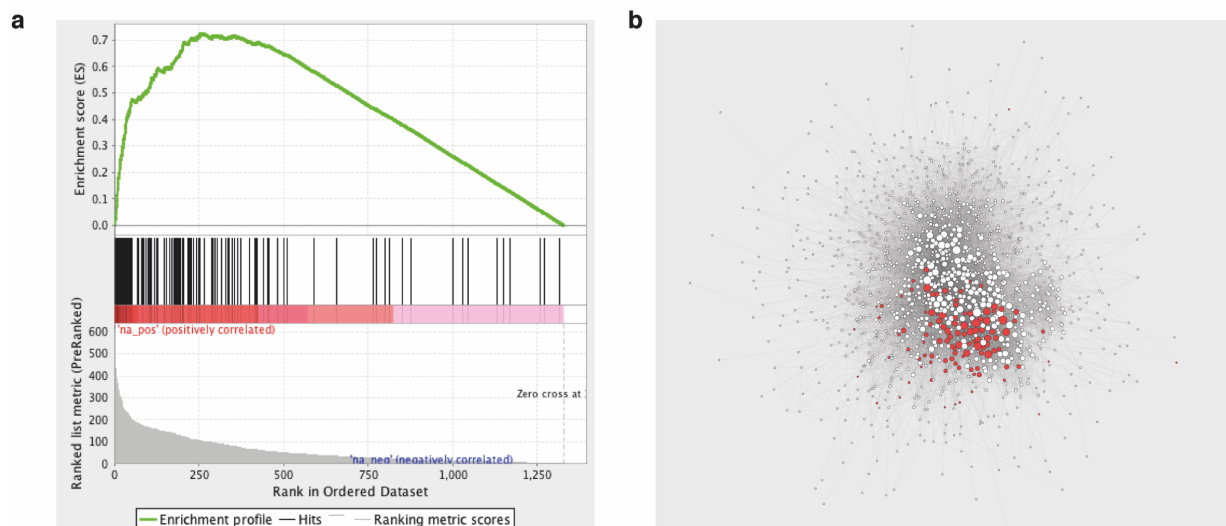 a
b
Enrichment score (ES)
0.7
0.6
0.5
0.4
0.3
0.2
0.1
0.0
'na_pos' (positively correlated)
Ranked list metric (PreRanked)
600
500
400
300
200
100
0
Zero cross at
'na_neg' (negatively correlated)
0 250 500 750 1,000 1,250
Rank in Ordered Dataset
Enrichment profile Hits Ranking metric scores